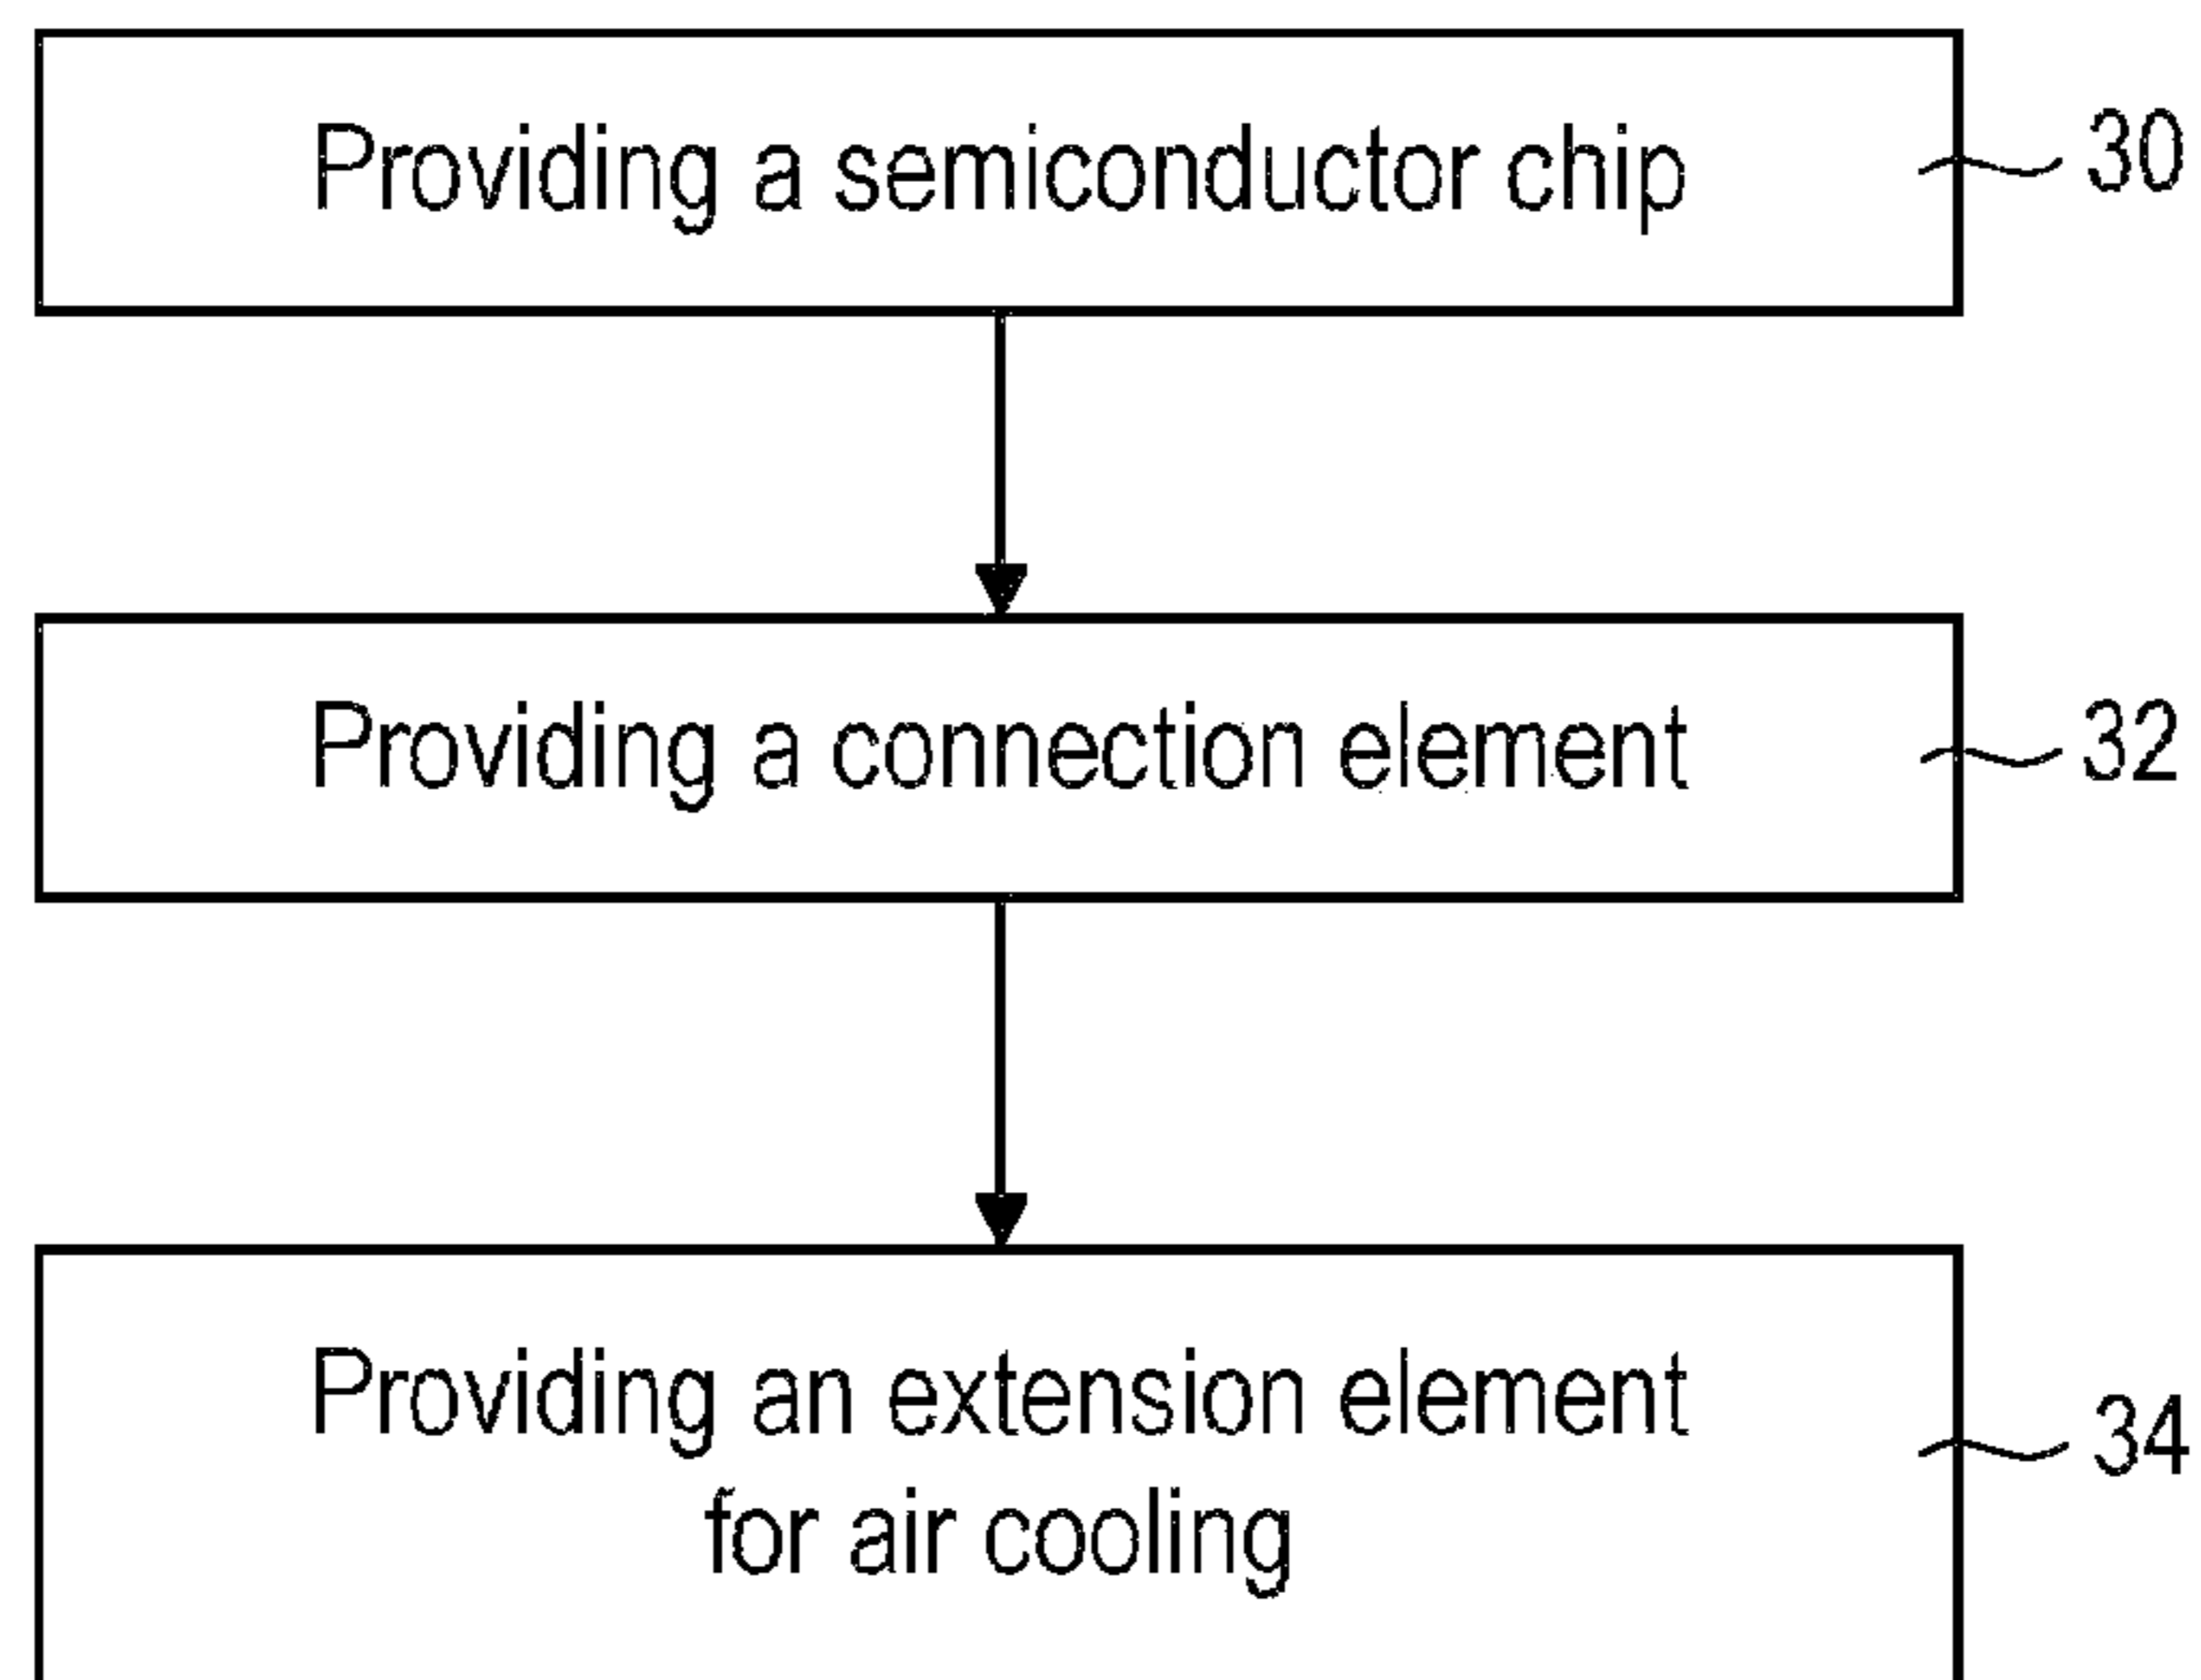 Providing a semiconductor chip
30
Providing a connection element
32
Providing an extension element
34
for air cooling